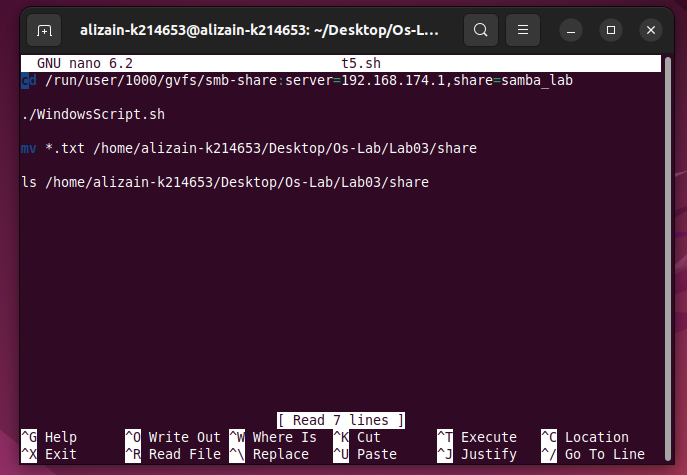 alizain-k214653@alizain-k214653: ~/Desktop/Os-L...
GNU nano 6.2 t5.sh
cd /run/user/1000/gvfs/smb-share:server=192.168.174.1,share=samba_lab
./WindowsScript.sh
mv *.txt /home/alizain-k214653/Desktop/Os-Lab/Lab03/share
ls /home/alizain-k214653/Desktop/Os-Lab/Lab03/share
[ Read 7 lines ]
^G Help ^O Write Out ^W Where Is ^K Cut ^T Execute ^C Location
^X Exit ^R Read File ^\ Replace ^U Paste ^J Justify ^/ Go To Line